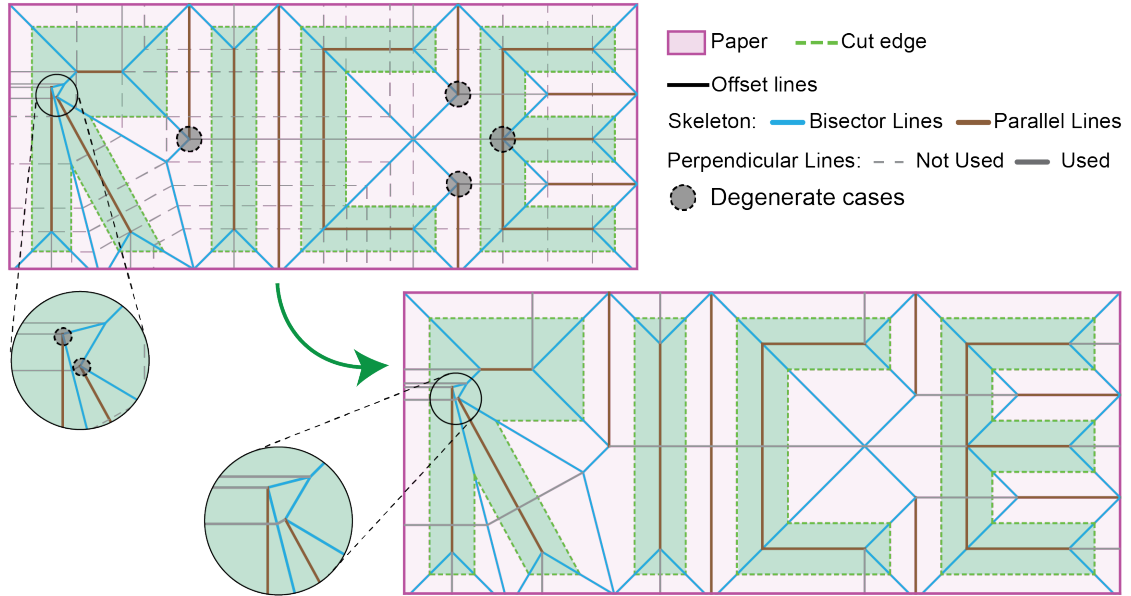 Paper Cut edge
Offset lines
Skeleton: Bisector Lines Parallel Lines
Perpendicular Lines: Not Used Used
Degenerate cases